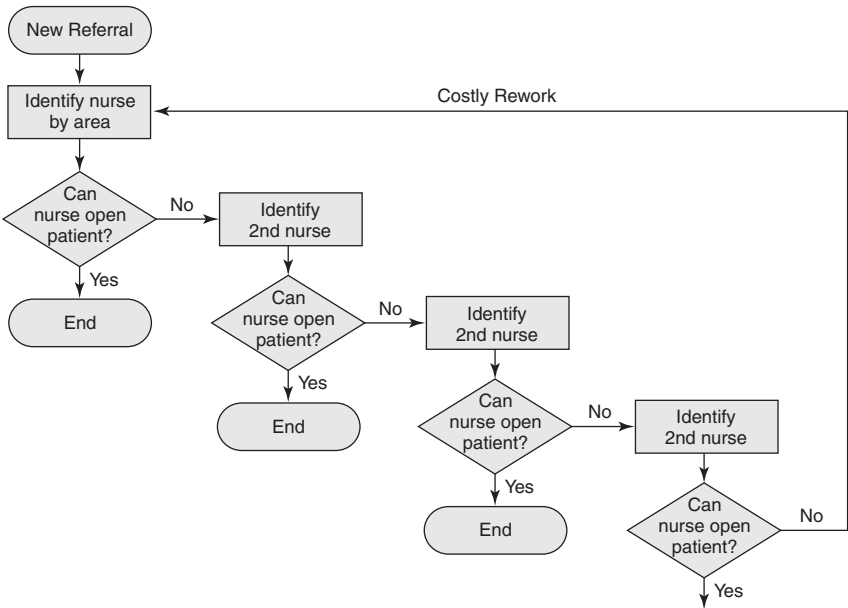 New Referral
Identify nurse
by area
Costly Rework
Can
nurse open
patient?
No
Yes
End
Identify
2nd nurse
Can
nurse open
patient?
No
Yes
End
Identify
2nd nurse
Can
nurse open
patient?
No
Yes
End
Identify
2nd nurse
Can
nurse open
patient?
No
Yes